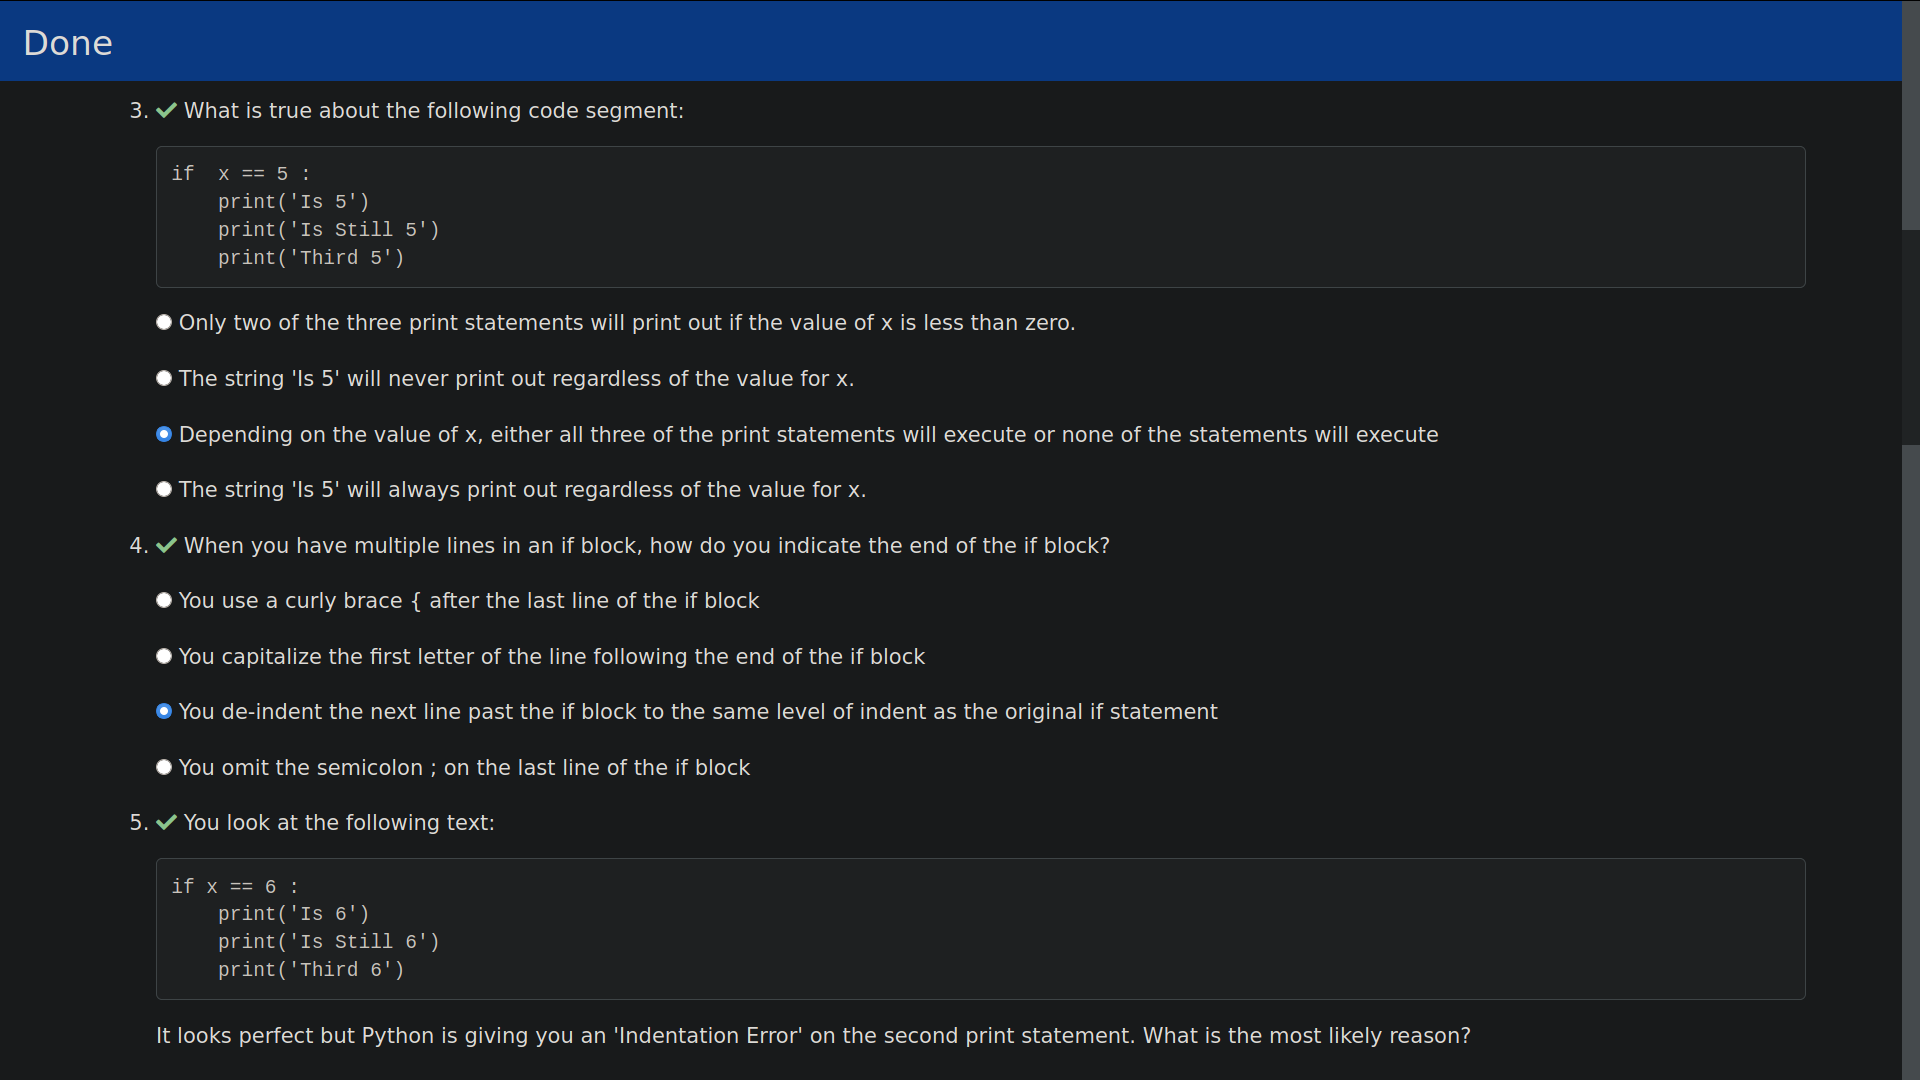 Done
3. What is true about the following code segment:
if  x == 5 :
    print('Is 5')
    print('Is Still 5')
    print('Third 5')
Only two of the three print statements will print out if the value of x is less than zero.
The string 'Is 5' will never print out regardless of the value for x.
Depending on the value of x, either all three of the print statements will execute or none of the statements will execute
The string 'Is 5' will always print out regardless of the value for x.
4. When you have multiple lines in an if block, how do you indicate the end of the if block?
You use a curly brace { after the last line of the if block
You capitalize the first letter of the line following the end of the if block
You de-indent the next line past the if block to the same level of indent as the original if statement
You omit the semicolon ; on the last line of the if block
5. You look at the following text:
if x == 6 :
    print('Is 6')
    print('Is Still 6')
    print('Third 6')
It looks perfect but Python is giving you an 'Indentation Error' on the second print statement. What is the most likely reason?